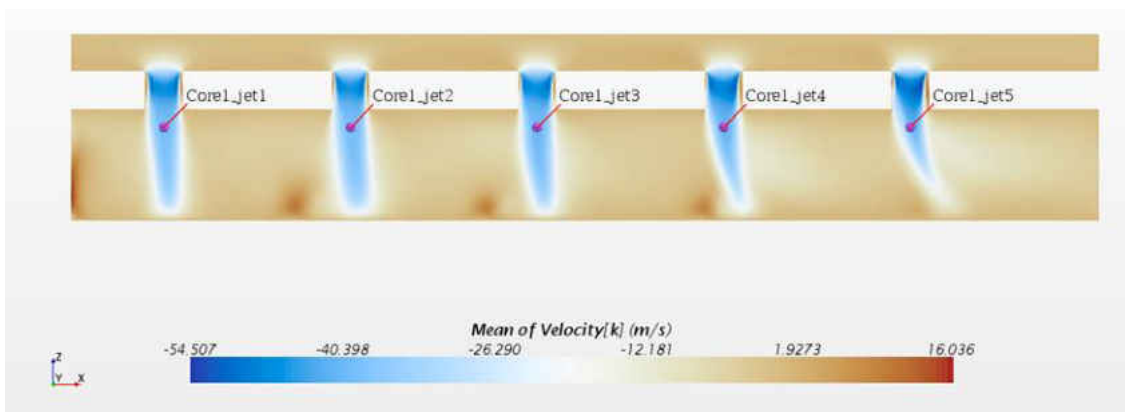 Core1_jet1 Core1_jet2 Core1_jet3 Core1_jet4 Core1_jet5
Mean of Velocity[k] (m/s)
-54.507 -40.398 -26.290 -12.181 1.9273 16.036
Z
Y X